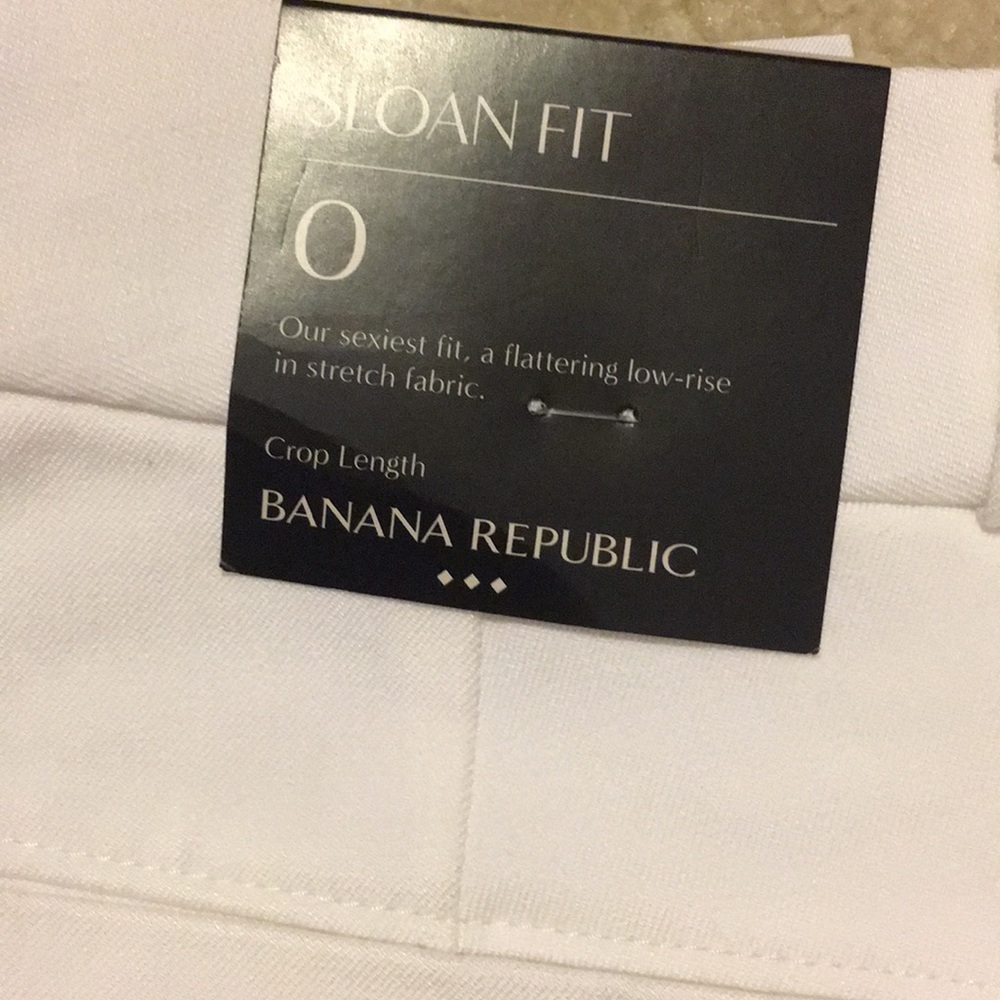 SLOAN FIT
0
Our sexiest fit, a flattering low-rise
in stretch fabric.
Crop Length
BANANA REPUBLIC